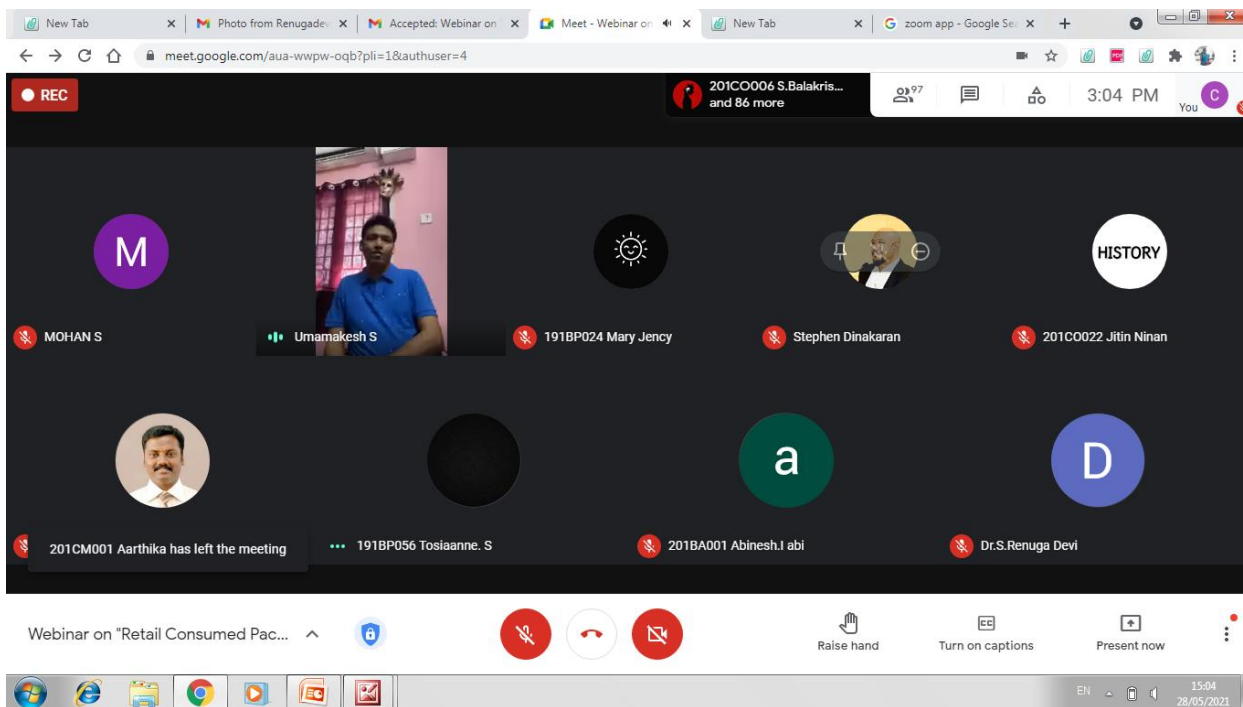 New Tab
Photo from Renugadev
Accepted: Webinar on
Meet - Webinar on
New Tab
zoom app - Google Sea
meet.google.com/aua-wwpw-oqb?pli=1&authuser=4
REC
201CO006 S.Balakris...
and 86 more
97
3:04 PM
You
C
M
HISTORY
MOHAN S
Umamakesh S
191BP024 Mary Jency
Stephen Dinakaran
201CO022 Jitin Ninan
a
D
201CM001 Aarthika has left the meeting
191BP056 Tosiaanne. S
201BA001 Abinesh.I abi
Dr.S.Renuga Devi
Webinar on "Retail Consumed Pac...
Raise hand
Turn on captions
Present now
EN
15:04
28/05/2021